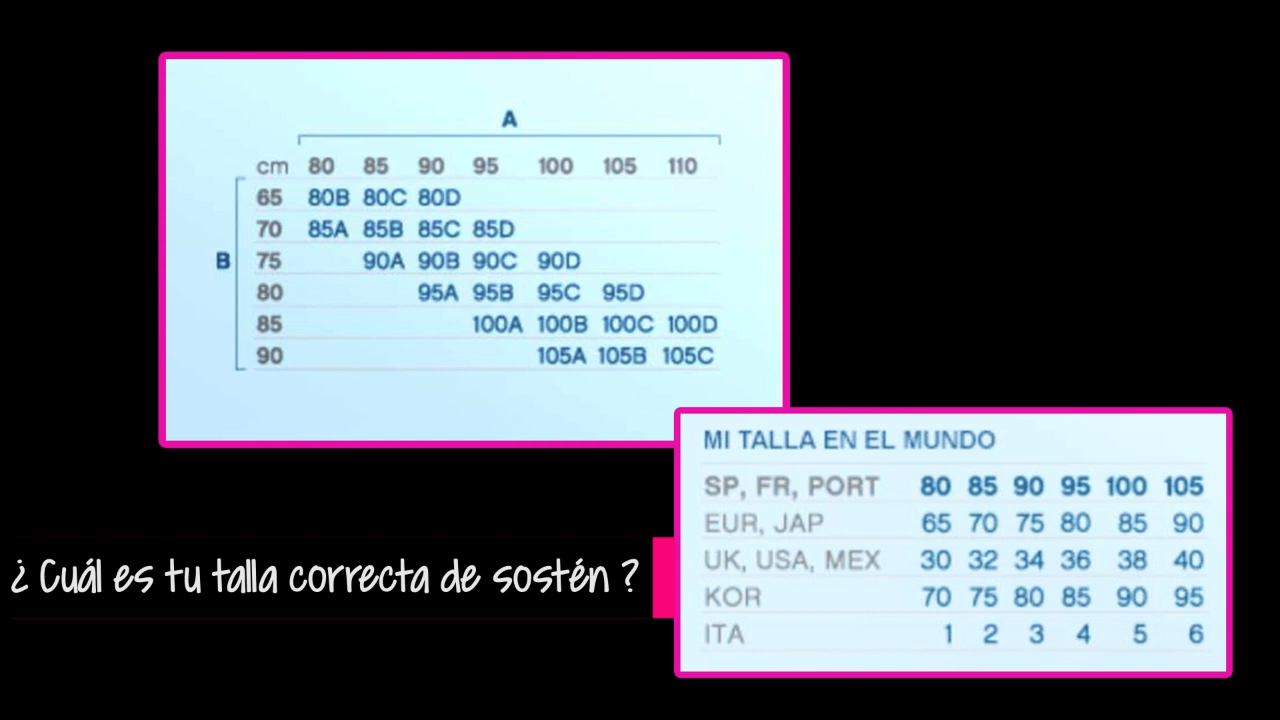 A
cm 80 85 90 95 100 105 110
65 80B 80C 80D
70 85A 85B 85C 85D
B 75 90A 90B 90C 90D
80 95A 95B 95C 95D
85 100A 100B 100C 100D
90 105A 105B 105C
MI TALLA EN EL MUNDO
SP, FR, PORT 80 85 90 95 100 105
EUR, JAP 65 70 75 80 85 90
UK, USA, MEX 30 32 34 36 38 40
KOR 70 75 80 85 90 95
ITA 1 2 3 4 5 6
¿ Cuál es tu talla correcta de sostén ?